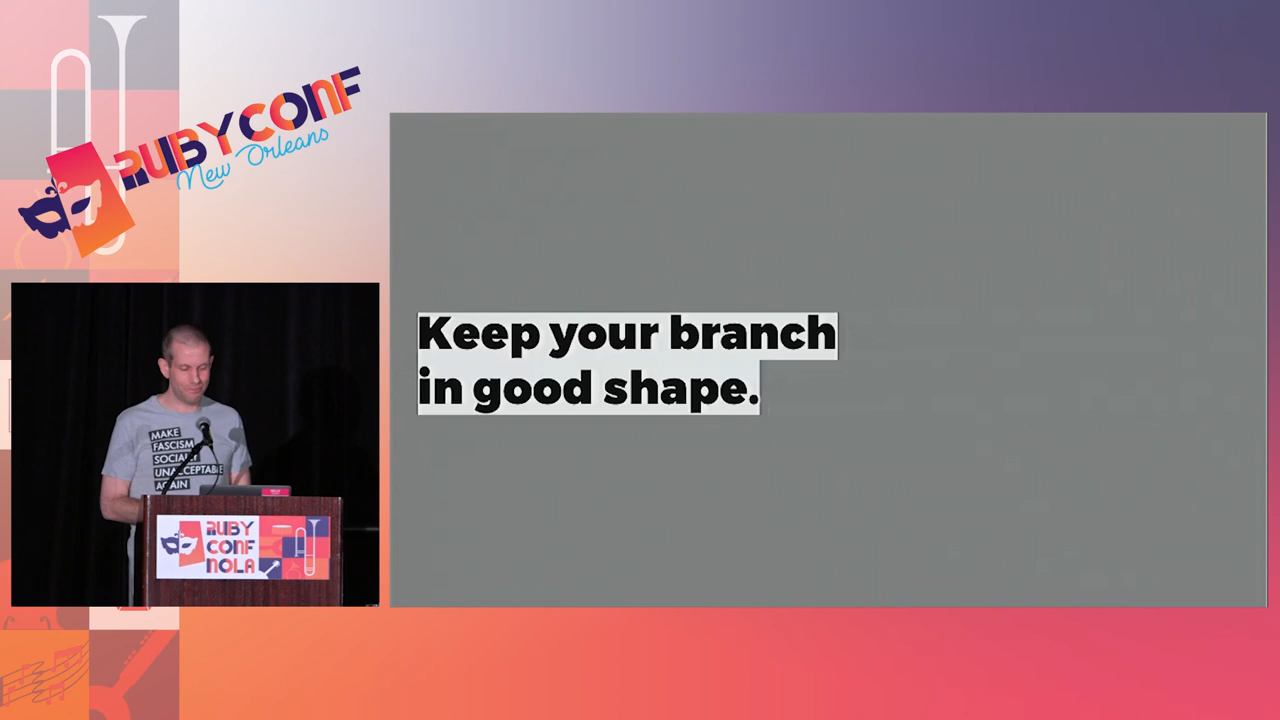 RUBYCONF
New Orleans
Keep your branch
in good shape.
MAKE
FASCISM
SOCIALLY
UNACCEPTABLE
AGAIN
RUBY
CONF
NOLA